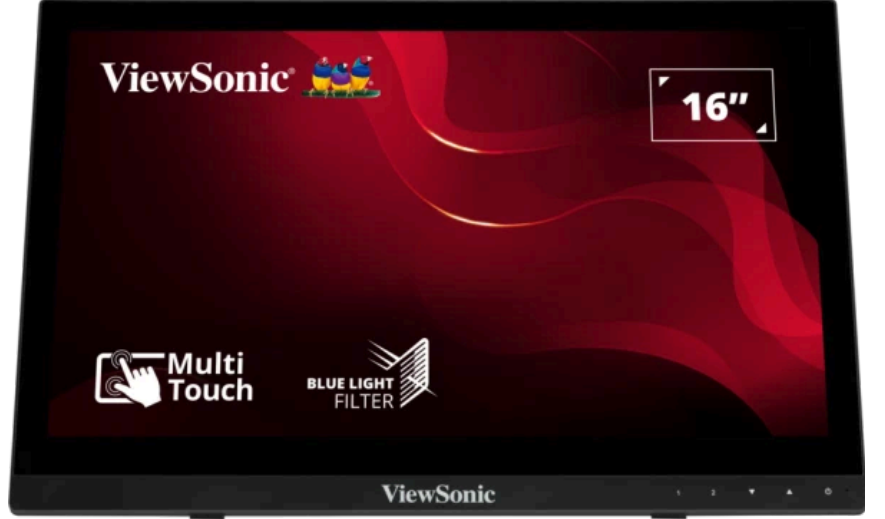 ViewSonic®
16”
Multi
Touch
BLUE LIGHT
FILTER
ViewSonic
1 2